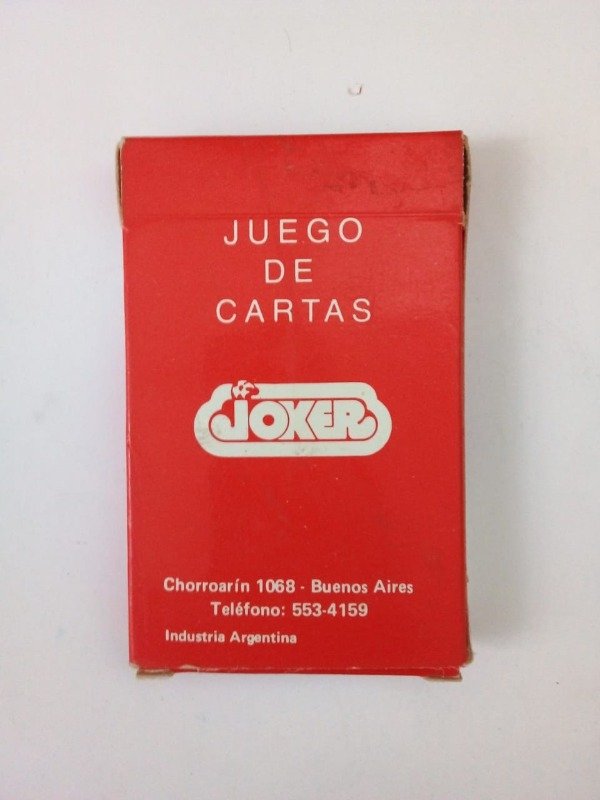 JUEGO
DE
CARTAS
JOKER
Chorroarín 1068 - Buenos Aires
Teléfono: 553-4159
Industria Argentina